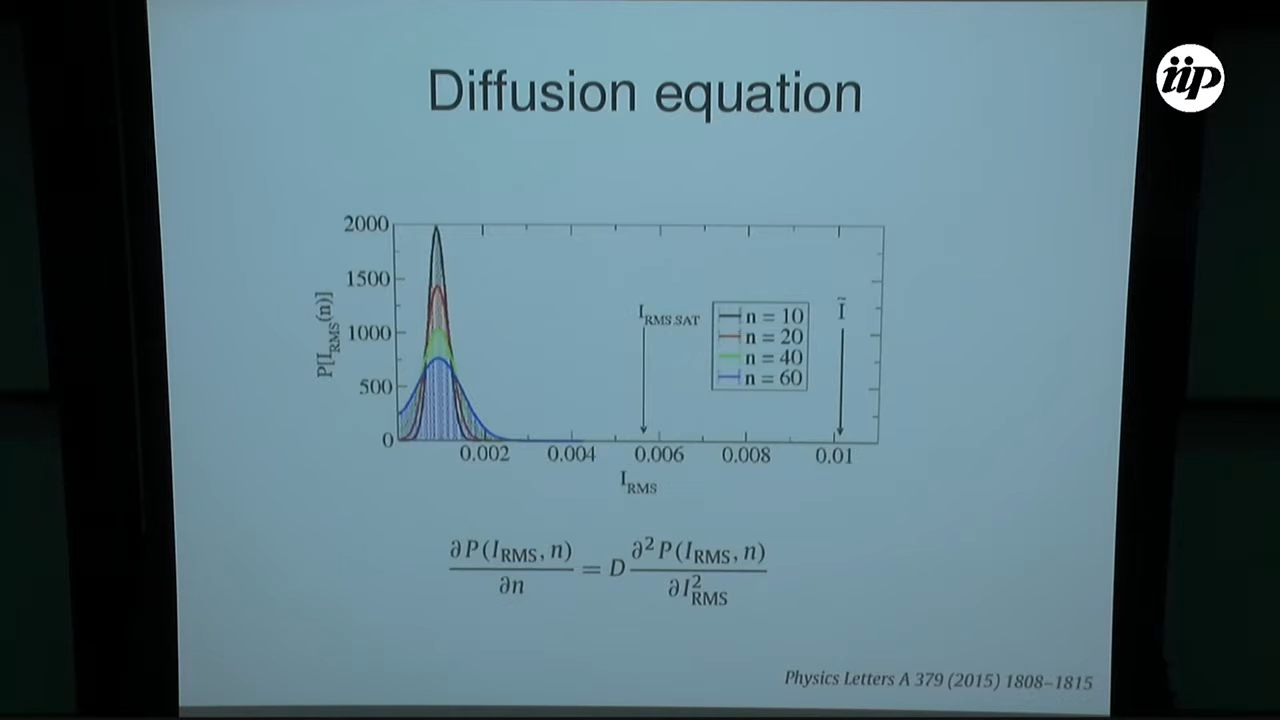 iip
Diffusion equation
2000
1500
1000
500
0
P[I_RMS(n)]
I_RMS SAT
n = 10
n = 20
n = 40
n = 60
Ĩ
0.002 0.004 0.006 0.008 0.01
I_RMS
∂P(I_RMS, n)/∂n = D ∂²P(I_RMS, n)/∂I²_RMS
Physics Letters A 379 (2015) 1808–1815